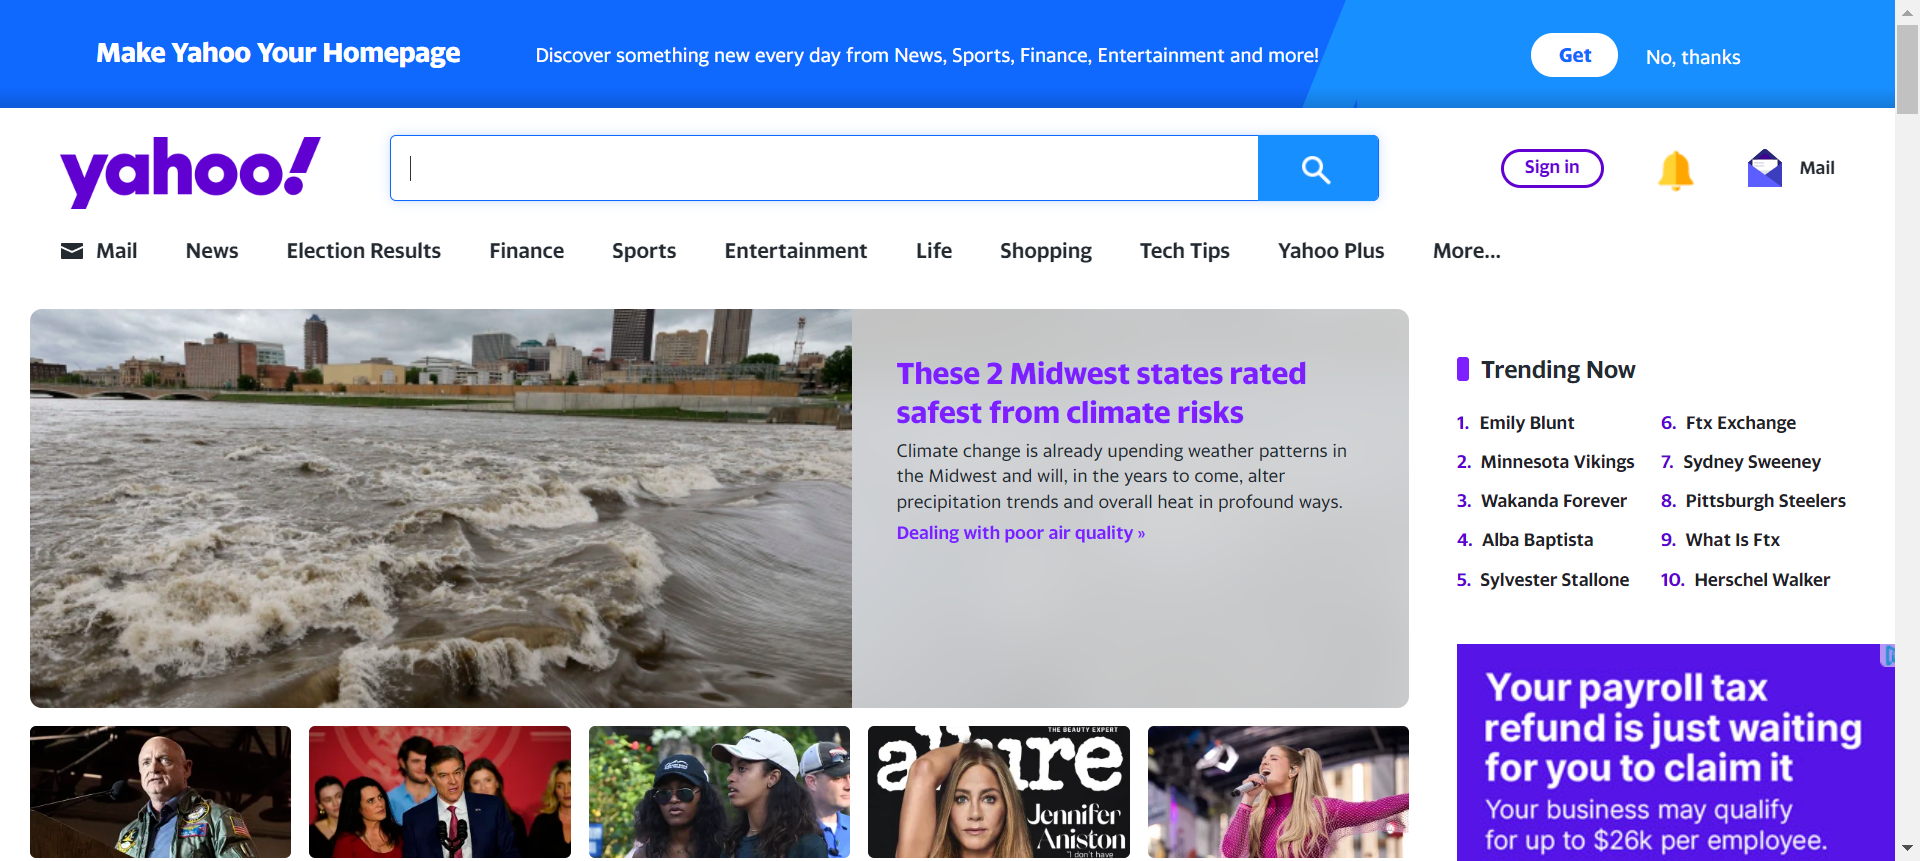 Make Yahoo Your Homepage
Discover something new every day from News, Sports, Finance, Entertainment and more!
Get
No, thanks
yahoo!
Sign in
Mail
Mail
News
Election Results
Finance
Sports
Entertainment
Life
Shopping
Tech Tips
Yahoo Plus
More...
These 2 Midwest states rated
safest from climate risks
Climate change is already upending weather patterns in
the Midwest and will, in the years to come, alter
precipitation trends and overall heat in profound ways.
Dealing with poor air quality »
Trending Now
1. Emily Blunt
2. Minnesota Vikings
3. Wakanda Forever
4. Alba Baptista
5. Sylvester Stallone
6. Ftx Exchange
7. Sydney Sweeney
8. Pittsburgh Steelers
9. What Is Ftx
10. Herschel Walker
THE BEAUTY EXPERT
allure
Jennifer
Aniston
"I don't have
Your payroll tax
refund is just waiting
for you to claim it
Your business may qualify
for up to $26k per employee.